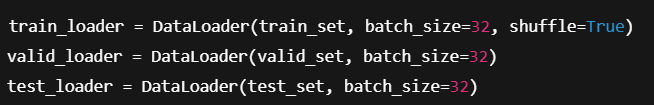 train_loader = DataLoader(train_set, batch_size=32, shuffle=True)
valid_loader = DataLoader(valid_set, batch_size=32)
test_loader = DataLoader(test_set, batch_size=32)